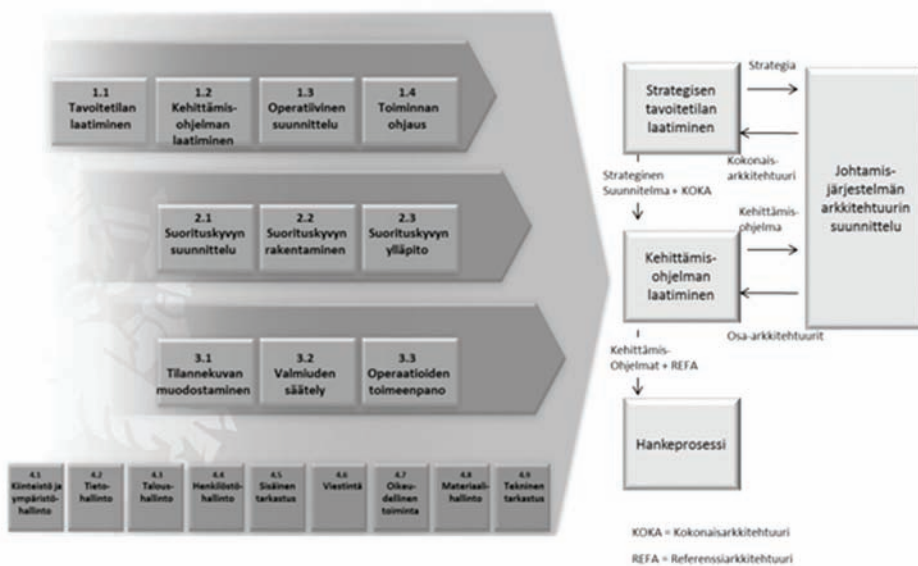 1.1
Tavoitetilan
laatiminen
1.2
Kehittämis-
ohjelman
laatiminen
1.3
Operatiivinen
suunnittelu
1.4
Toiminnan
ohjaus
2.1
Suorituskyvyn
suunnittelu
2.2
Suorituskyvyn
rakentaminen
2.3
Suorituskyvyn
ylläpito
3.1
Tilannekuvan
muodostaminen
3.2
Valmiuden
säätely
3.3
Operaatioiden
toimeenpano
4.1
Kiinteistö ja
ympäristö-
hallinto
4.2
Tieto-
hallinto
4.3
Talous-
hallinto
4.4
Henkilöstö-
hallinto
4.5
Sisäinen
tarkastus
4.6
Viestintä
4.7
Oikeu-
dellinen
toiminta
4.8
Materiaali-
hallinto
4.9
Tekninen
tarkastus
Strategisen
tavoitetilan
laatiminen
Strategia
Kokonais-
arkkitehtuuri
Strateginen
Suunnitelma + KOKA
Johtamis-
järjestelmän
arkkitehtuurin
suunnittelu
Kehittämis-
ohjelma
Kehittämis-
ohjelman
laatiminen
Osa-arkkitehtuurit
Kehittämis-
Ohjelmat + REFA
Hankeprosessi
KOKA = Kokonaisarkkitehtuuri
REFA = Referenssiarkkitehtuuri